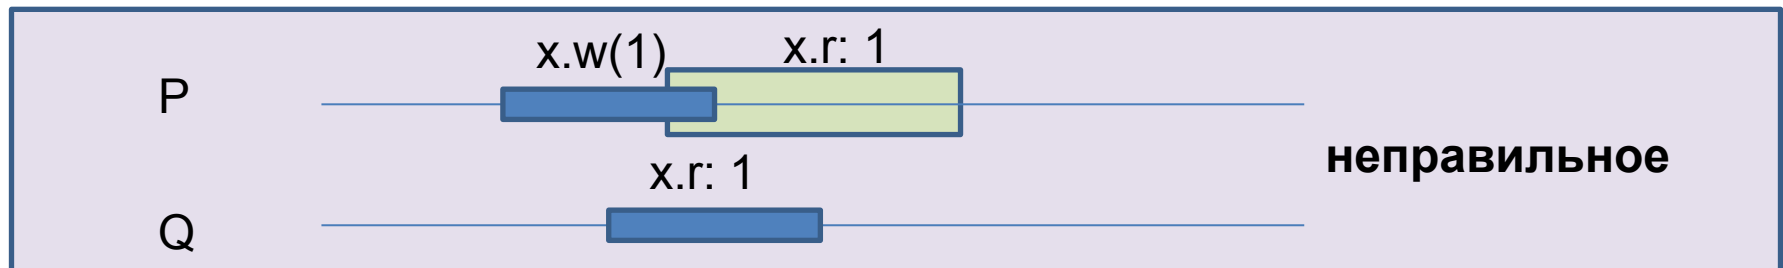 x.w(1) x.r: 1
P
неправильное
x.r: 1
Q